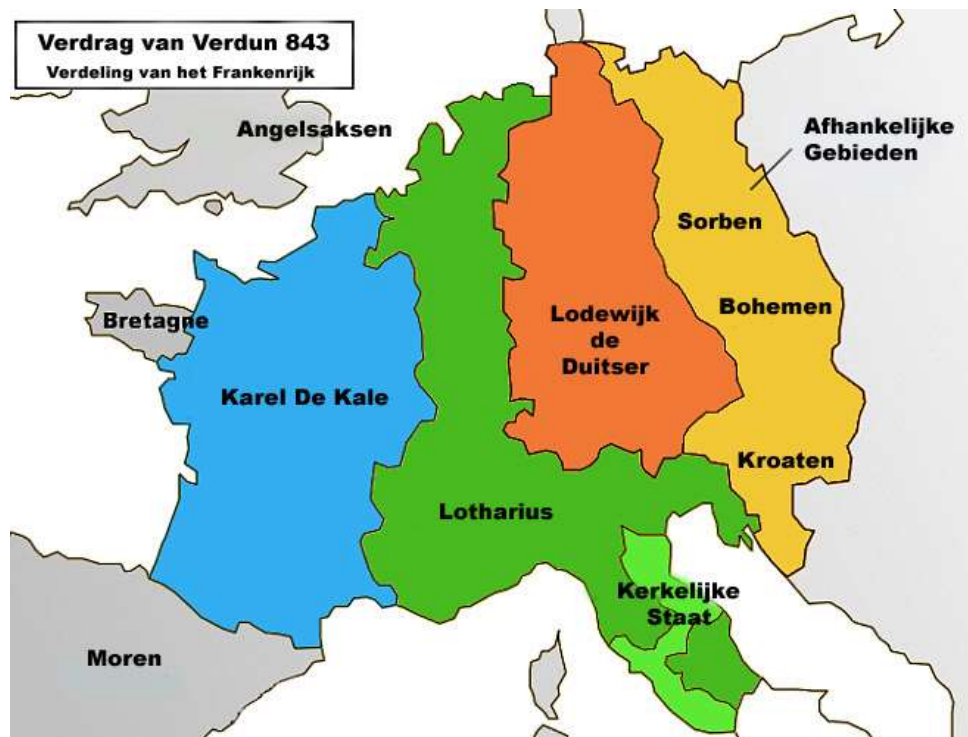 Verdrag van Verdun 843
Verdeling van het Frankenrijk
Angelsaksen
Afhankelijke
Gebieden
Sorben
Bohemen
Bretagne
Lodewijk
de
Duitser
Karel De Kale
Kroaten
Lotharius
Kerkelijke
Staat
Moren